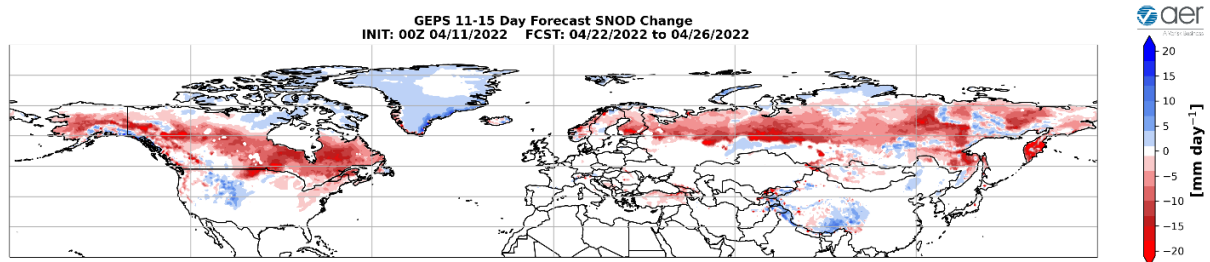 GEPS 11-15 Day Forecast SNOD Change
INIT: 00Z 04/11/2022 FCST: 04/22/2022 to 04/26/2022
aer
20
15
10
5
0
−5
−10
−15
−20
[mm day⁻¹]